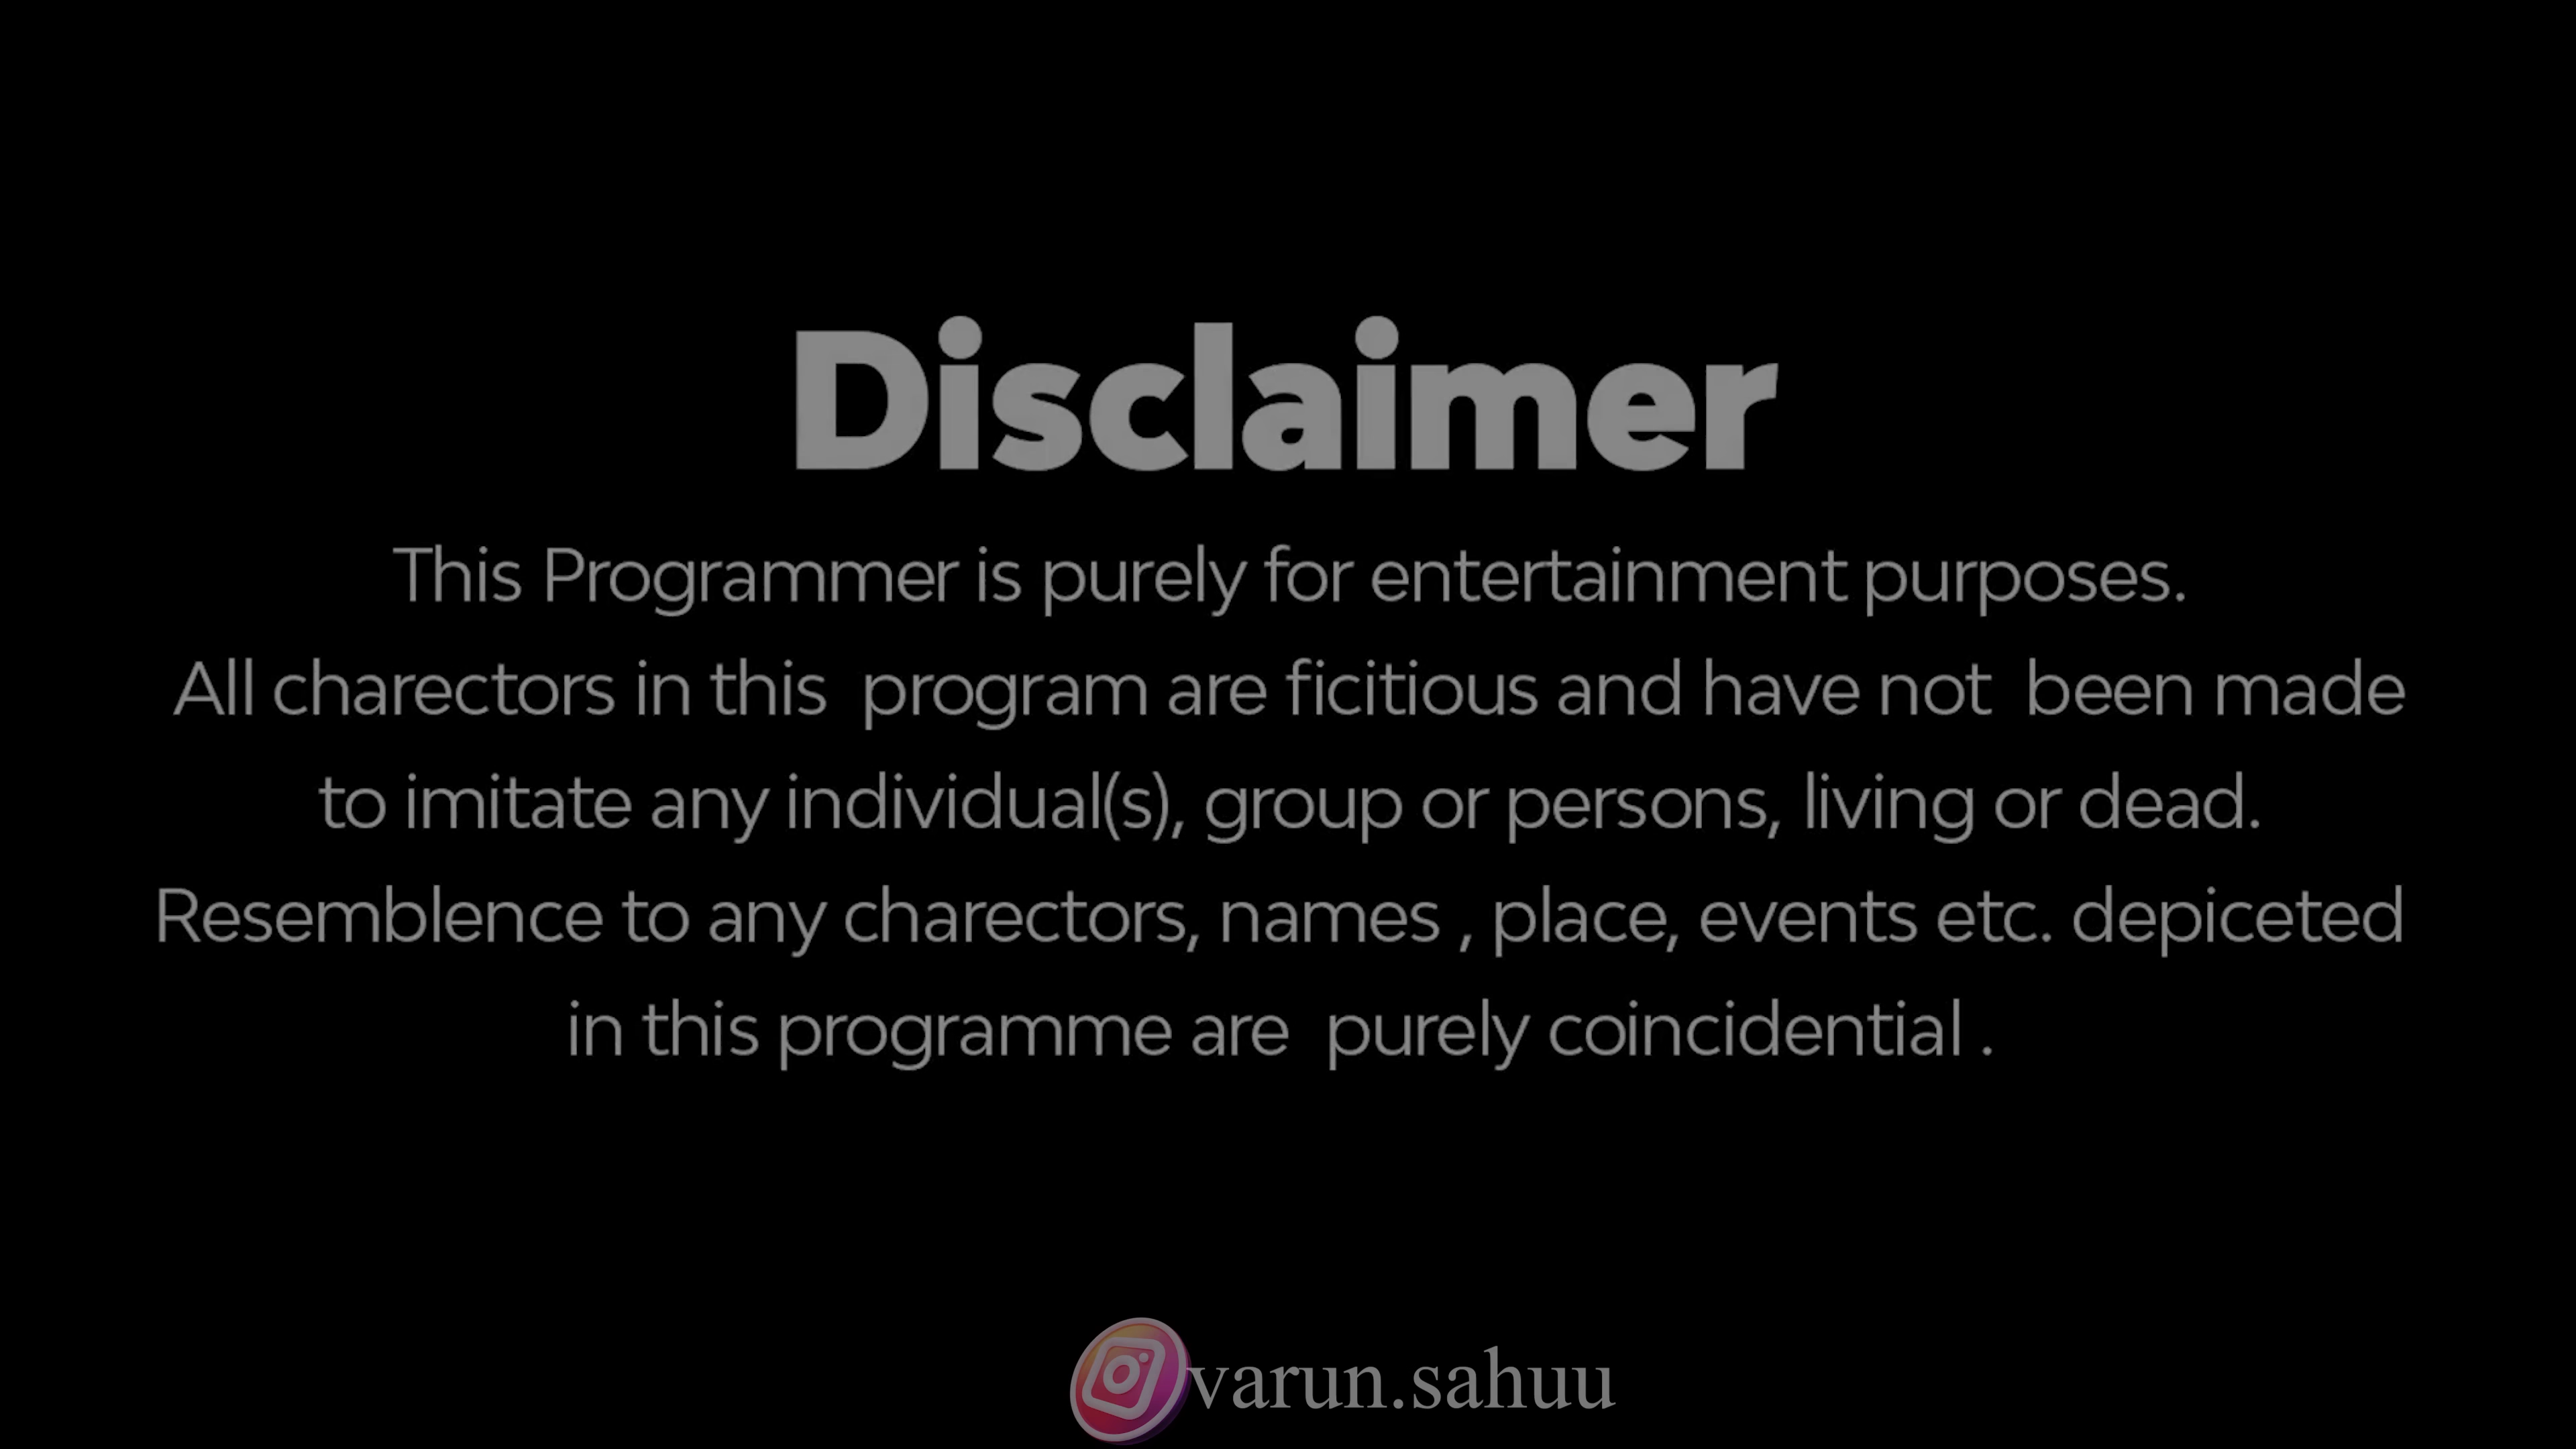 Disclaimer
This Programmer is purely for entertainment purposes.
All charectors in this program are ficitious and have not been made
to imitate any individual(s), group or persons, living or dead.
Resemblence to any charectors, names , place, events etc. depiceted
in this programme are purely coincidential .
varun.sahuu